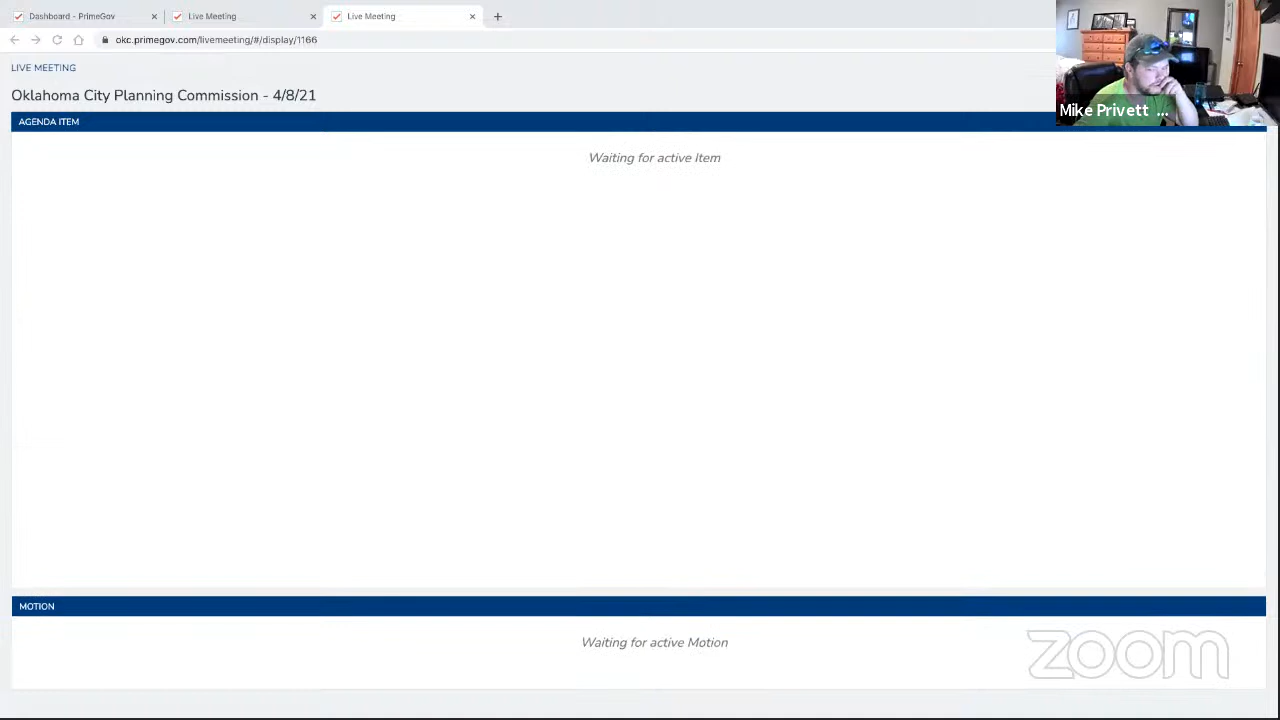 Dashboard - PrimeGov
Live Meeting
Live Meeting
okc.primegov.com/livemeeting/#/display/1166
LIVE MEETING
Oklahoma City Planning Commission - 4/8/21
AGENDA ITEM
Waiting for active Item
MOTION
Waiting for active Motion
Mike Privett ...
zoom